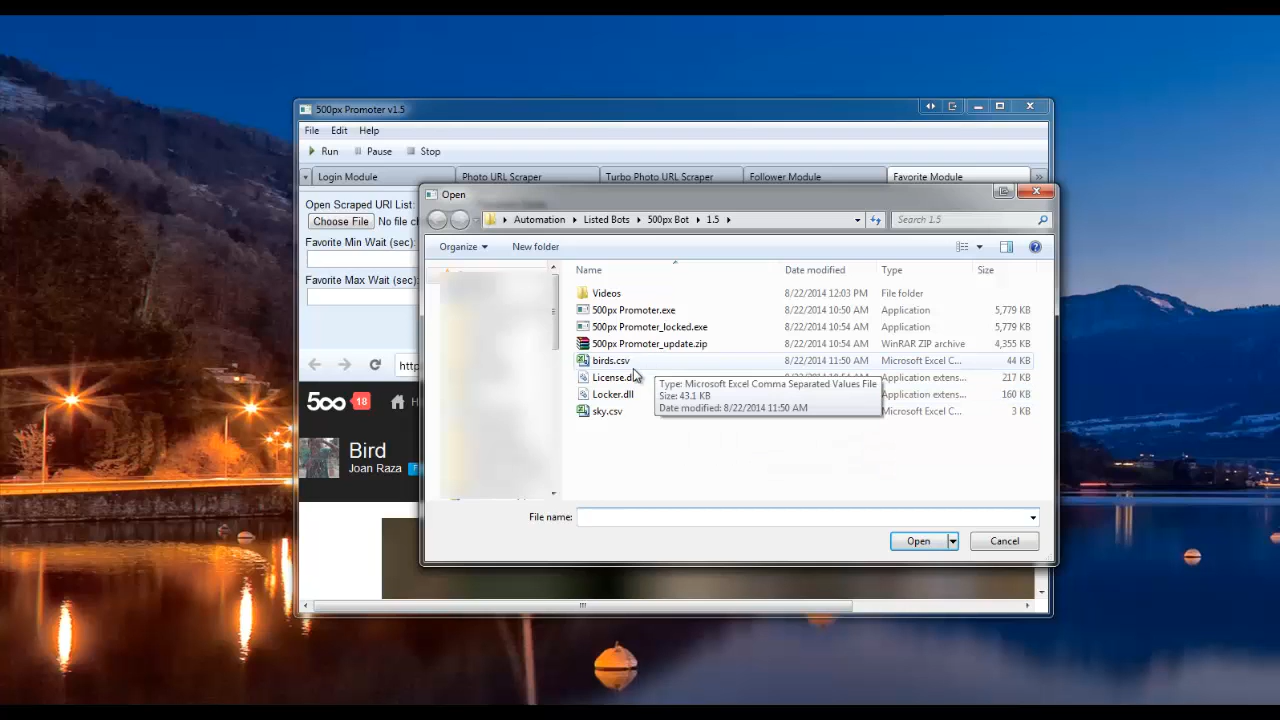 500px Promoter v1.5
File Edit Help
Run Pause Stop
Login Module Photo URL Scraper Turbo Photo URL Scraper Follower Module Favorite Module
Open Scraped URI List:
Choose File No file ch
Favorite Min Wait (sec):
Favorite Max Wait (sec):
http
18
Bird
Joan Raza
Open
Automation Listed Bots 500px Bot 1.5 Search 1.5
Organize New folder
Name Date modified Type Size
Videos 8/22/2014 12:03 PM File folder
500px Promoter.exe 8/22/2014 10:50 AM Application 5,779 KB
500px Promoter_locked.exe 8/22/2014 10:54 AM Application 5,779 KB
500px Promoter_update.zip 8/22/2014 10:54 AM WinRAR ZIP archive 4,355 KB
birds.csv 8/22/2014 11:50 AM Microsoft Excel C... 44 KB
License.d Application extens... 217 KB
Locker.dll Application extens... 160 KB
sky.csv Microsoft Excel C... 3 KB
Type: Microsoft Excel Comma Separated Values File
Size: 43.1 KB
Date modified: 8/22/2014 11:50 AM
File name:
Open Cancel